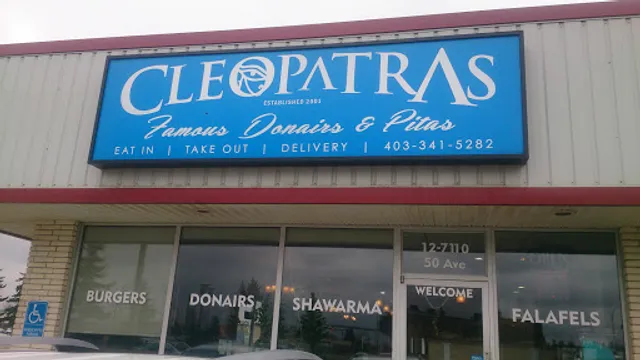 CLEOPATRAS
ESTABLISHED 2003
Famous Donairs & Pitas
EAT IN | TAKE OUT | DELIVERY | 403-341-5282
12-7110
50 Ave
WELCOME
BURGERS
DONAIRS
SHAWARMA
FALAFELS